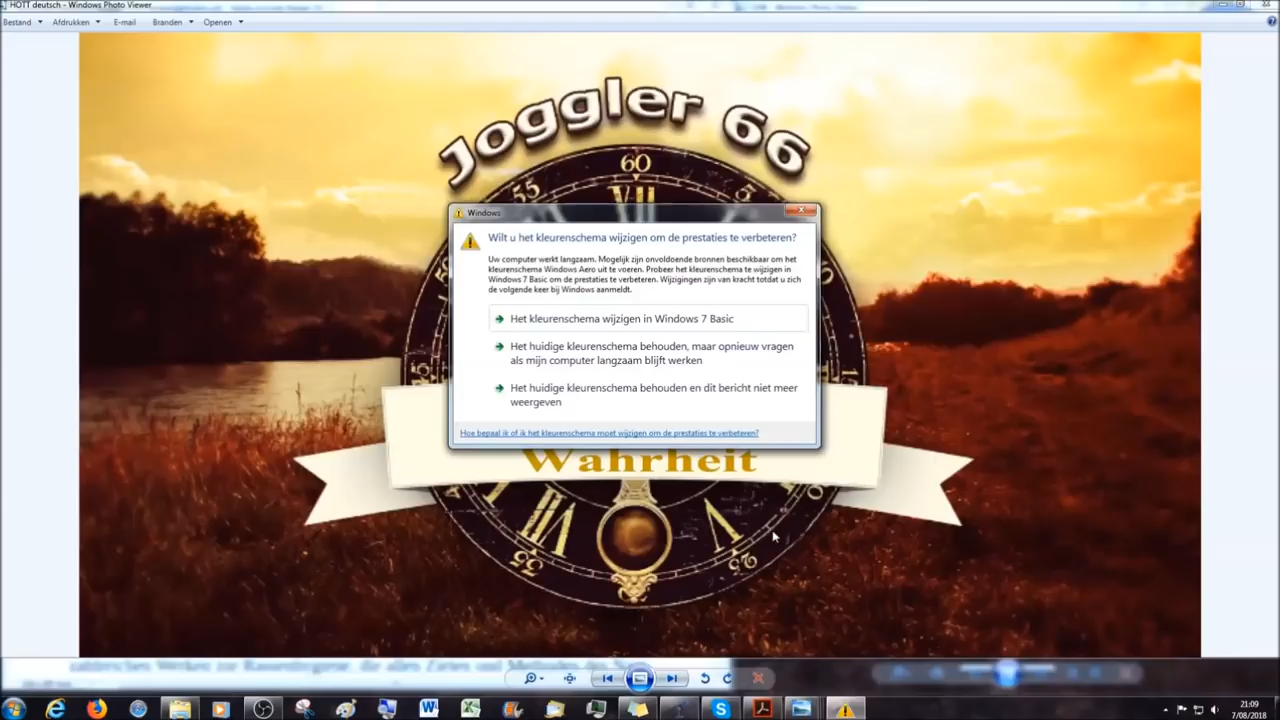 HOTT deutsch - Windows Photo Viewer
Bestand Afdrukken E-mail Branden Openen
Joggler 66
60
55 5
VII
Windows
Wilt u het kleurenschema wijzigen om de prestaties te verbeteren?
Uw computer werkt langzaam. Mogelijk zijn onvoldoende bronnen beschikbaar om het
kleurenschema Windows Aero uit te voeren. Probeer het kleurenschema te wijzigen in
Windows 7 Basic om de prestaties te verbeteren. Wijzigingen zijn van kracht totdat u zich
de volgende keer bij Windows aanmeldt.
Het kleurenschema wijzigen in Windows 7 Basic
Het huidige kleurenschema behouden, maar opnieuw vragen
als mijn computer langzaam blijft werken
Het huidige kleurenschema behouden en dit bericht niet meer
weergeven
Hoe bepaal ik of ik het kleurenschema moet wijzigen om de prestaties te verbeteren?
Wahrheit
VIII V
35 25
21:09
7/08/2018